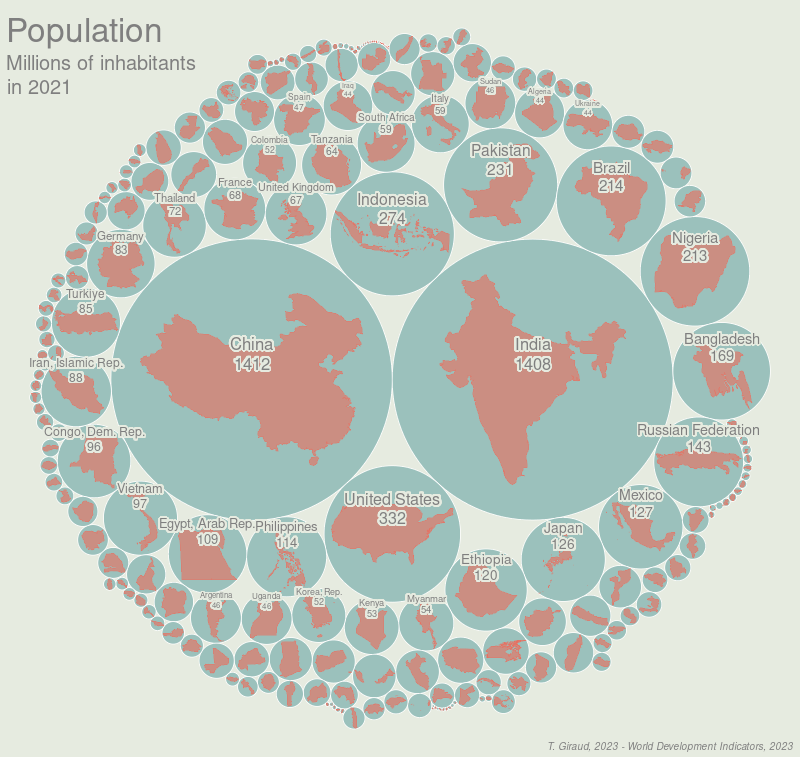 Population
Millions of inhabitants
in 2021
Iraq
44
Sudan
46
Algeria
44
Ukraine
44
Spain
47
Italy
59
South Africa
59
Colombia
52
Tanzania
64
Pakistan
231
Brazil
214
Thailand
72
France
68
United Kingdom
67
Indonesia
274
Nigeria
213
Germany
83
Turkiye
85
China
1412
India
1408
Bangladesh
169
Iran, Islamic Rep.
88
Congo, Dem. Rep.
96
Russian Federation
143
Vietnam
97
United States
332
Mexico
127
Egypt, Arab Rep.
109
Philippines
114
Japan
126
Ethiopia
120
Argentina
46
Uganda
46
Korea, Rep.
52
Kenya
53
Myanmar
54
T. Giraud, 2023 - World Development Indicators, 2023